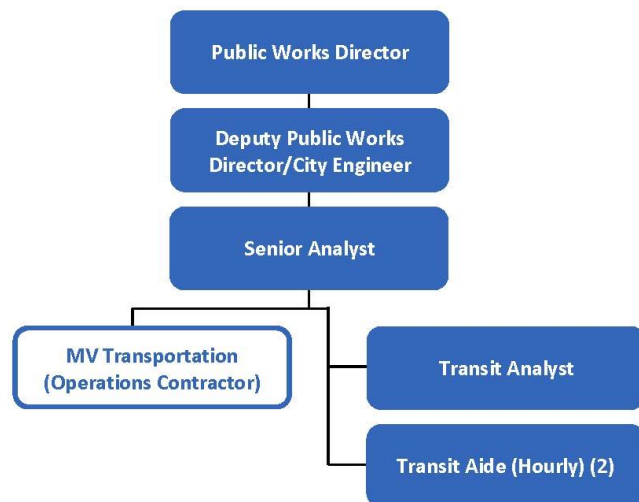 Public Works Director
Deputy Public Works
Director/City Engineer
Senior Analyst
MV Transportation
(Operations Contractor)
Transit Analyst
Transit Aide (Hourly) (2)